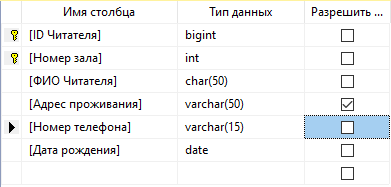 Имя столбца Тип данных Разрешить ...
[ID Читателя] bigint
[Номер зала] int
[ФИО Читателя] char(50)
[Адрес проживания] varchar(50)
[Номер телефона] varchar(15)
[Дата рождения] date